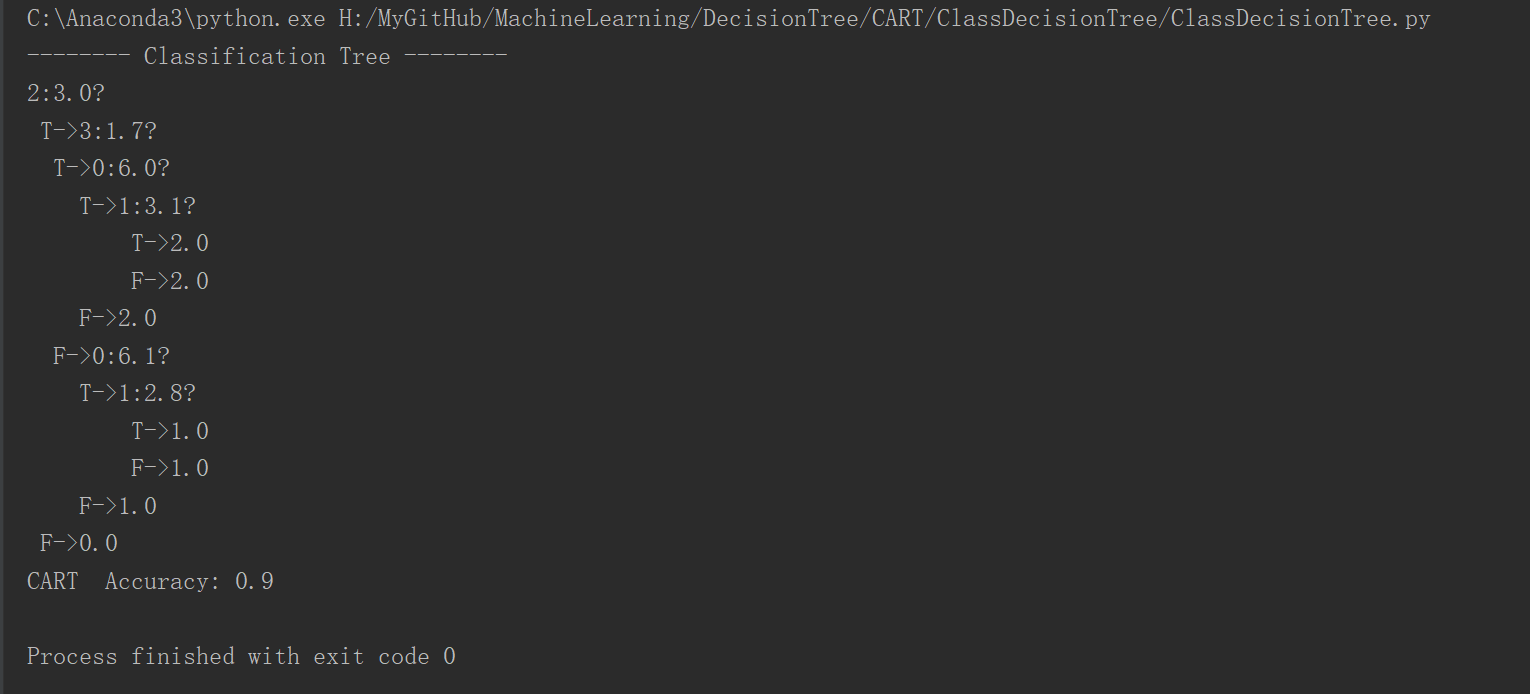 C:\Anaconda3\python.exe H:/MyGitHub/MachineLearning/DecisionTree/CART/ClassDecisionTree/ClassDecisionTree.py
-------- Classification Tree --------
2:3.0?
 T->3:1.7?
  T->0:6.0?
    T->1:3.1?
        T->2.0
        F->2.0
    F->2.0
  F->0:6.1?
    T->1:2.8?
        T->1.0
        F->1.0
    F->1.0
 F->0.0
CART  Accuracy: 0.9
Process finished with exit code 0